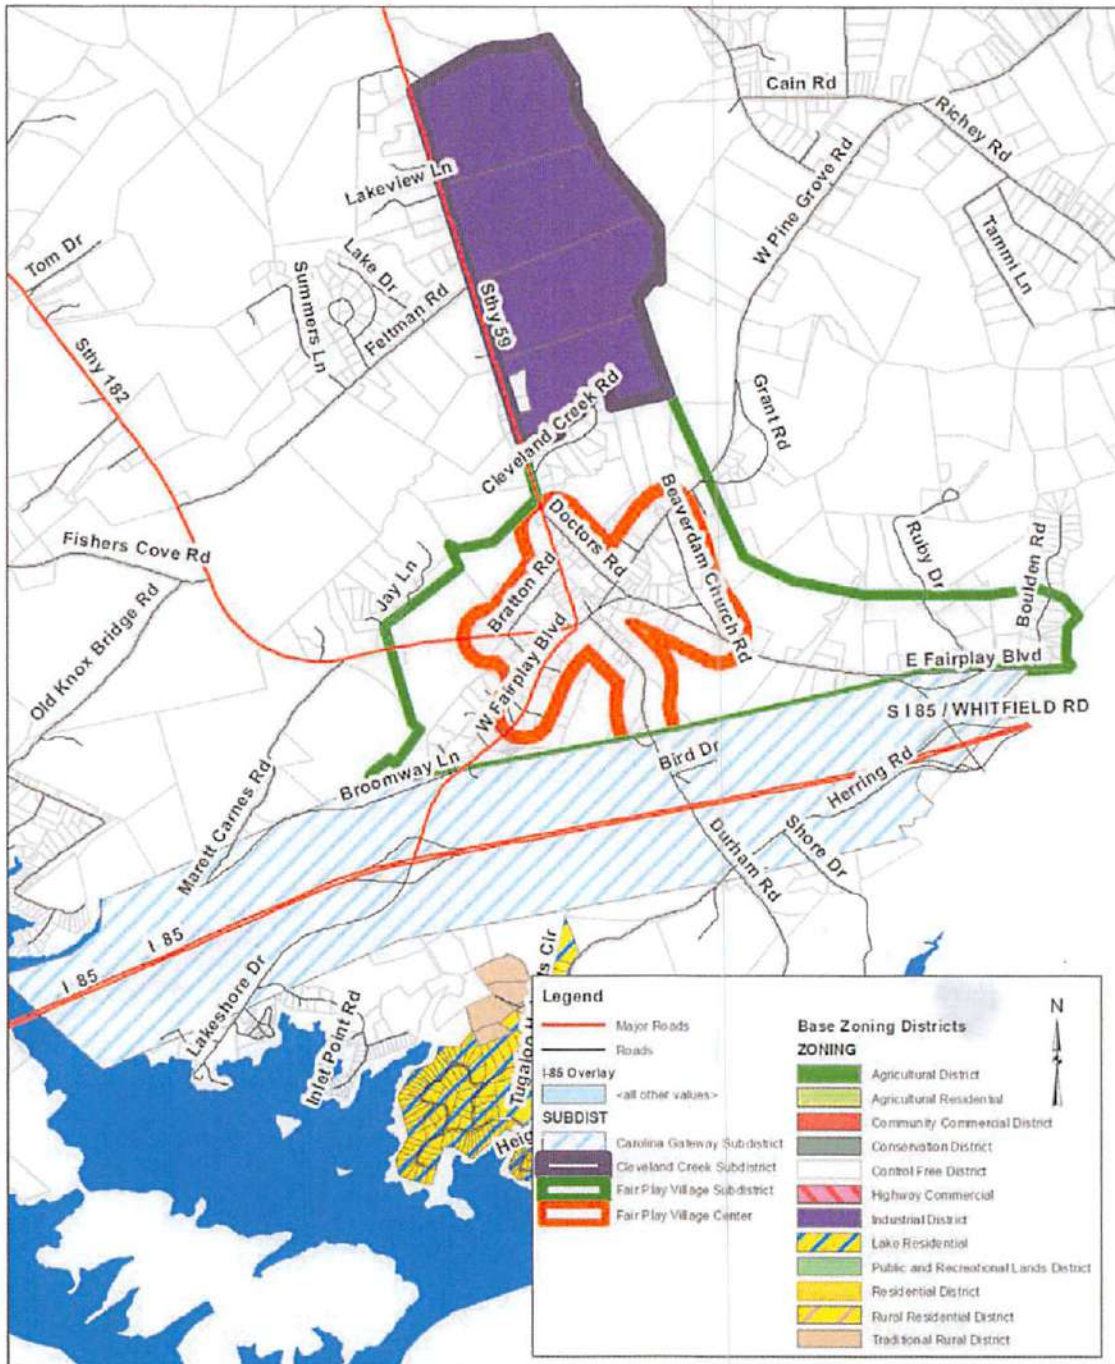 Cain Rd
Richey Rd
Lakeview Ln
W Pine Grove Rd
Tom Dr
Lake Dr
Summers Ln
Tammi Ln
Feltman Rd
Sthy 59
Sthy 182
Grant Rd
Cleveland Creek Rd
Beaverdam Church Rd
Doctors Rd
Fishers Cove Rd
Ruby Dr
Boulden Rd
Jay Ln
Bratton Rd
Old Knox Bridge Rd
W Fairplay Blvd
E Fairplay Blvd
S I 85 / WHITFIELD RD
Broomway Ln
Bird Dr
Herring Rd
Marett Carnes Rd
Durham Rd
Shore Dr
I 85
I 85
Lakeshore Dr
Inlet Point Rd
Tugaloo H
ts Cir
Heig
Legend
Major Roads
Roads
I-85 Overlay
<all other values>
SUBDIST
Carolina Gateway Subdistrict
Cleveland Creek Subdistrict
Fair Play Village Subdistrict
Fair Play Village Center
N
Base Zoning Districts
ZONING
Agricultural District
Agricultural Residential
Community Commercial District
Conservation District
Control Free District
Highway Commercial
Industrial District
Lake Residential
Public and Recreational Lands District
Residential District
Rural Residential District
Traditional Rural District